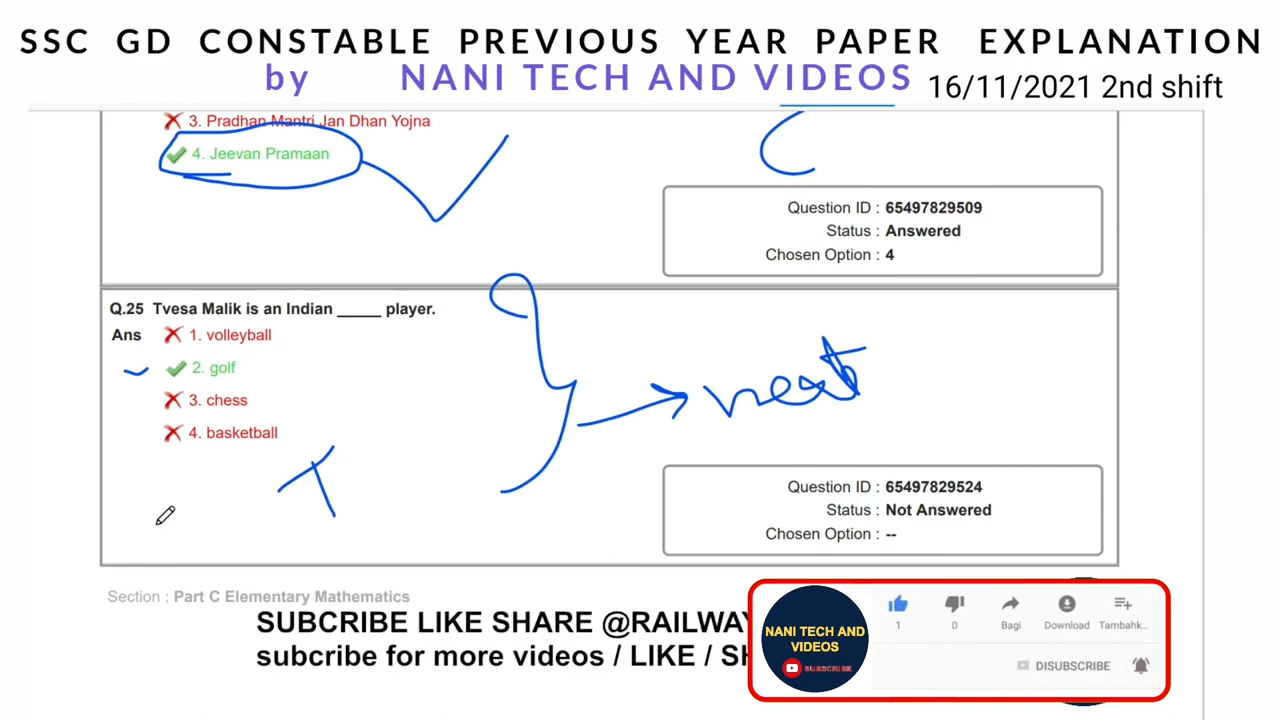 SSC GD CONSTABLE PREVIOUS YEAR PAPER EXPLANATION
by NANI TECH AND VIDEOS 16/11/2021 2nd shift
3. Pradhan Mantri Jan Dhan Yojna
4. Jeevan Pramaan
Question ID : 65497829509
Status : Answered
Chosen Option : 4
Q.25 Tvesa Malik is an Indian _____ player.
Ans 1. volleyball
2. golf
3. chess
4. basketball
next
Question ID : 65497829524
Status : Not Answered
Chosen Option : --
Section : Part C Elementary Mathematics
SUBCRIBE LIKE SHARE @RAILWAY
subcribe for more videos / LIKE / SH
NANI TECH AND
VIDEOS
SUBSCRIBE
1 0 Bagi Download Tambahk...
DISUBSCRIBE